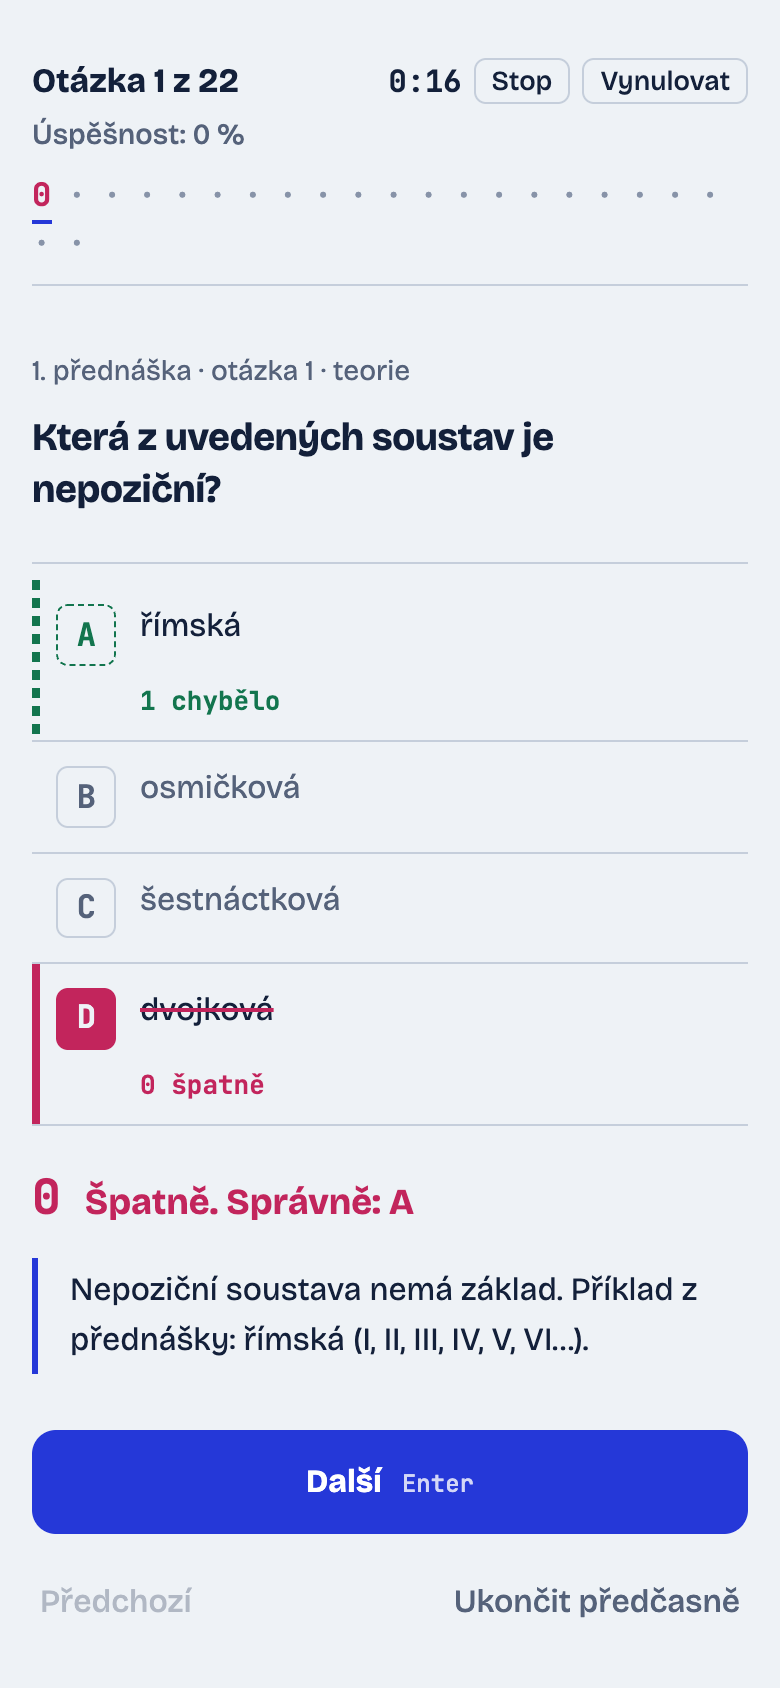 Otázka 1 z 22
0:16 Stop Vynulovat
Úspěšnost: 0 %
0 · · · · · · · · · · · · · · · · · · ·
· ·
1. přednáška · otázka 1 · teorie
Která z uvedených soustav je
nepoziční?
A římská
1 chybělo
B osmičková
C šestnáctková
D dvojková
0 špatně
0 Špatně. Správně: A
Nepoziční soustava nemá základ. Příklad z
přednášky: římská (I, II, III, IV, V, VI…).
Další Enter
Předchozí Ukončit předčasně